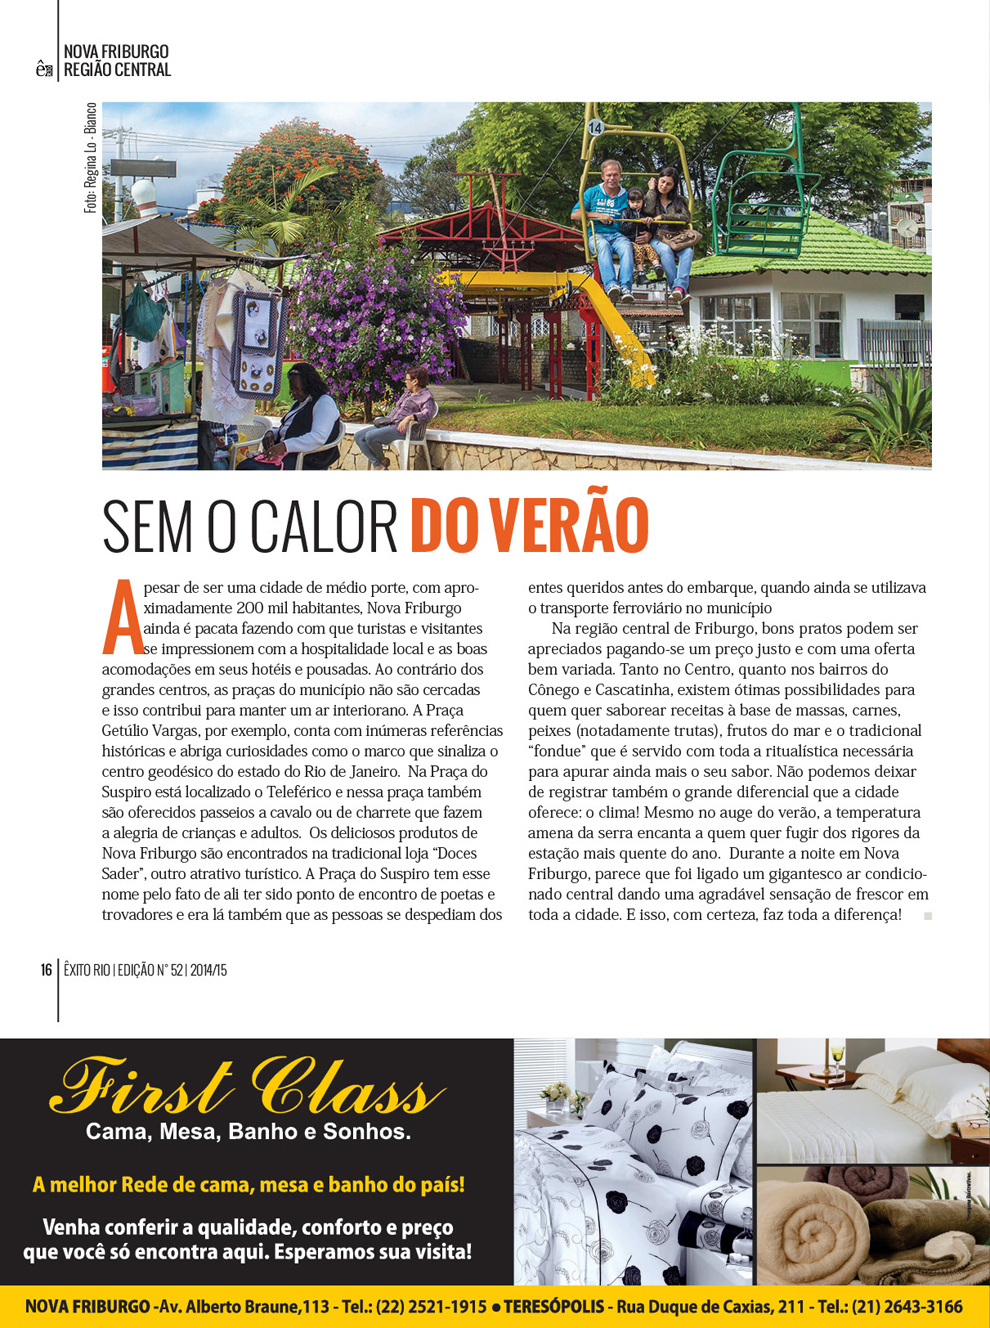 NOVA FRIBURGO
REGIÃO CENTRAL
Foto: Regina Lo - Bianco
14
SEM O CALOR DO VERÃO
Apesar de ser uma cidade de médio porte, com apro-
ximadamente 200 mil habitantes, Nova Friburgo
ainda é pacata fazendo com que turistas e visitantes
se impressionem com a hospitalidade local e as boas
acomodações em seus hotéis e pousadas. Ao contrário dos
grandes centros, as praças do município não são cercadas
e isso contribui para manter um ar interiorano. A Praça
Getúlio Vargas, por exemplo, conta com inúmeras referências
históricas e abriga curiosidades como o marco que sinaliza o
centro geodésico do estado do Rio de Janeiro.  Na Praça do
Suspiro está localizado o Teleférico e nessa praça também
são oferecidos passeios a cavalo ou de charrete que fazem
a alegria de crianças e adultos.  Os deliciosos produtos de
Nova Friburgo são encontrados na tradicional loja “Doces
Sader”, outro atrativo turístico. A Praça do Suspiro tem esse
nome pelo fato de ali ter sido ponto de encontro de poetas e
trovadores e era lá também que as pessoas se despediam dos
entes queridos antes do embarque, quando ainda se utilizava
o transporte ferroviário no município
Na região central de Friburgo, bons pratos podem ser
apreciados pagando-se um preço justo e com uma oferta
bem variada. Tanto no Centro, quanto nos bairros do
Cônego e Cascatinha, existem ótimas possibilidades para
quem quer saborear receitas à base de massas, carnes,
peixes (notadamente trutas), frutos do mar e o tradicional
“fondue” que é servido com toda a ritualística necessária
para apurar ainda mais o seu sabor. Não podemos deixar
de registrar também o grande diferencial que a cidade
oferece: o clima! Mesmo no auge do verão, a temperatura
amena da serra encanta a quem quer fugir dos rigores da
estação mais quente do ano.  Durante a noite em Nova
Friburgo, parece que foi ligado um gigantesco ar condicio-
nado central dando uma agradável sensação de frescor em
toda a cidade. E isso, com certeza, faz toda a diferença!
16 ÊXITO RIO | EDIÇÃO N° 52 | 2014/15
First Class
Cama, Mesa, Banho e Sonhos.
A melhor Rede de cama, mesa e banho do país!
Venha conferir a qualidade, conforto e preço
que você só encontra aqui. Esperamos sua visita!
NOVA FRIBURGO -Av. Alberto Braune,113 - Tel.: (22) 2521-1915 ● TERESÓPOLIS - Rua Duque de Caxias, 211 - Tel.: (21) 2643-3166